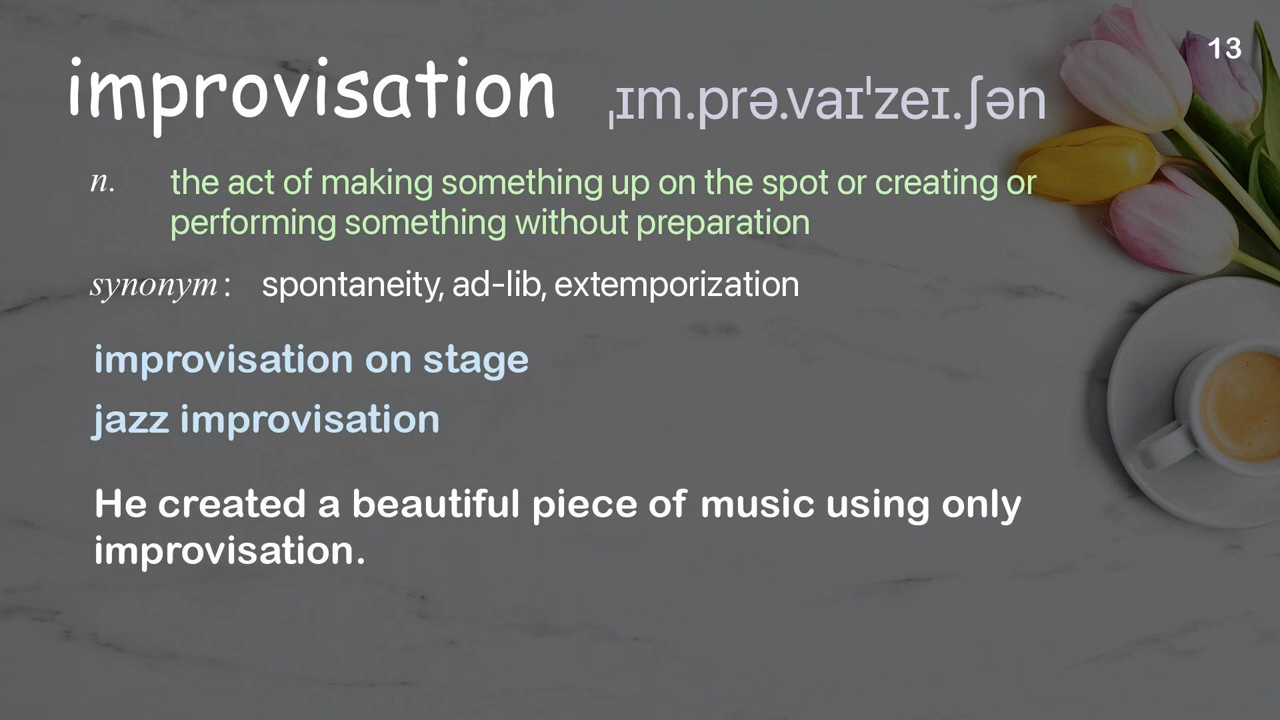 13
improvisation ˌɪm.prə.vaɪˈzeɪ.ʃən
n. the act of making something up on the spot or creating or
performing something without preparation
synonym : spontaneity, ad-lib, extemporization
improvisation on stage
jazz improvisation
He created a beautiful piece of music using only
improvisation.